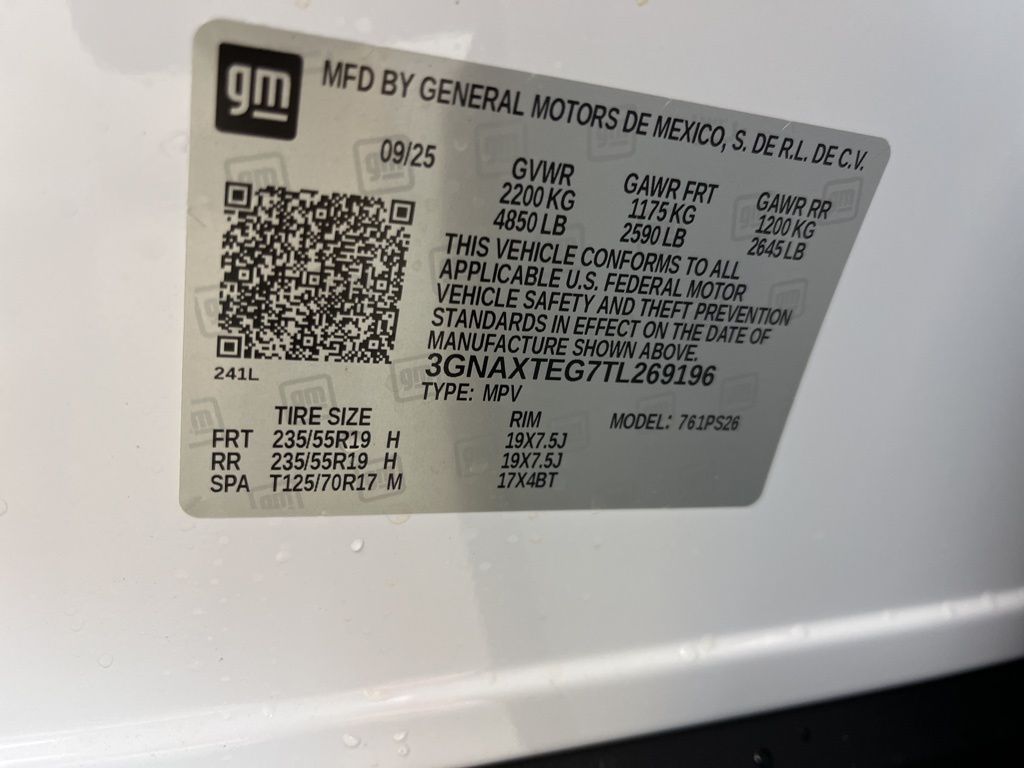 gm
MFD BY GENERAL MOTORS DE MEXICO, S. DE R.L. DE C.V.
09/25
GVWR GAWR FRT GAWR RR
2200 KG 1175 KG 1200 KG
4850 LB 2590 LB 2645 LB
THIS VEHICLE CONFORMS TO ALL
APPLICABLE U.S. FEDERAL MOTOR
VEHICLE SAFETY AND THEFT PREVENTION
STANDARDS IN EFFECT ON THE DATE OF
MANUFACTURE SHOWN ABOVE.
3GNAXTEG7TL269196
241L
TYPE: MPV
TIRE SIZE RIM MODEL: 761PS26
FRT 235/55R19 H 19X7.5J
RR 235/55R19 H 19X7.5J
SPA T125/70R17 M 17X4BT